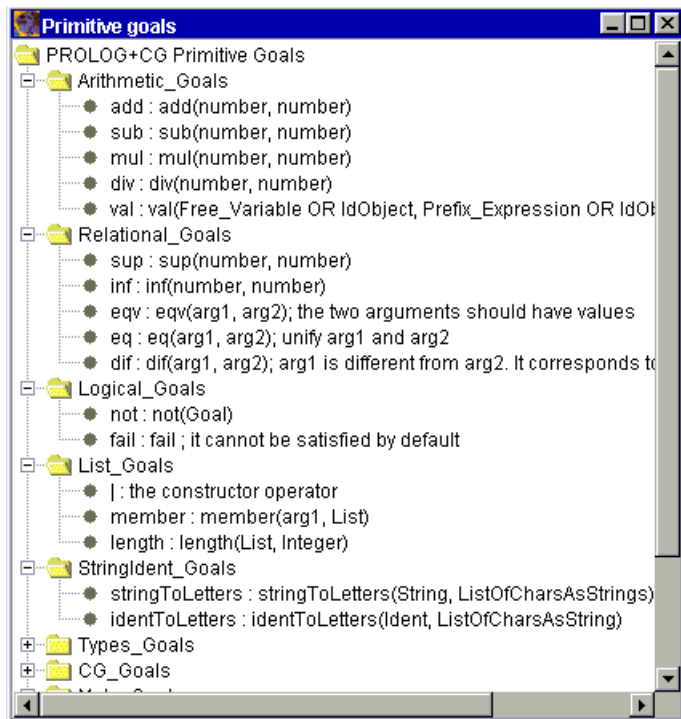 Primitive goals
PROLOG+CG Primitive Goals
Arithmetic_Goals
add : add(number, number)
sub : sub(number, number)
mul : mul(number, number)
div : div(number, number)
val : val(Free_Variable OR IdObject, Prefix_Expression OR
Relational_Goals
sup : sup(number, number)
inf : inf(number, number)
eqv : eqv(arg1, arg2); the two arguments should have values
eq : eq(arg1, arg2); unify arg1 and arg2
dif : dif(arg1, arg2); arg1 is different from arg2. It corresponds
Logical_Goals
not : not(Goal)
fail : fail ; it cannot be satisfied by default
List_Goals
| : the constructor operator
member : member(arg1, List)
length : length(List, Integer)
StringIdent_Goals
stringToLetters : stringToLetters(String, ListOfCharsAsStrings)
identToLetters : identToLetters(Ident, ListOfCharsAsString)
Types_Goals
CG_Goals